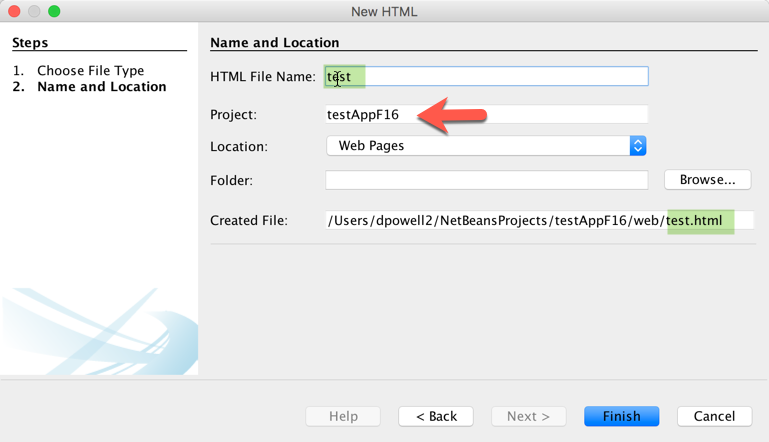 New HTML
Steps
1. Choose File Type
2. Name and Location
Name and Location
HTML File Name: test
Project: testAppF16
Location: Web Pages
Folder: Browse...
Created File: /Users/dpowell2/NetBeansProjects/testAppF16/web/test.html
Help < Back Next > Finish Cancel